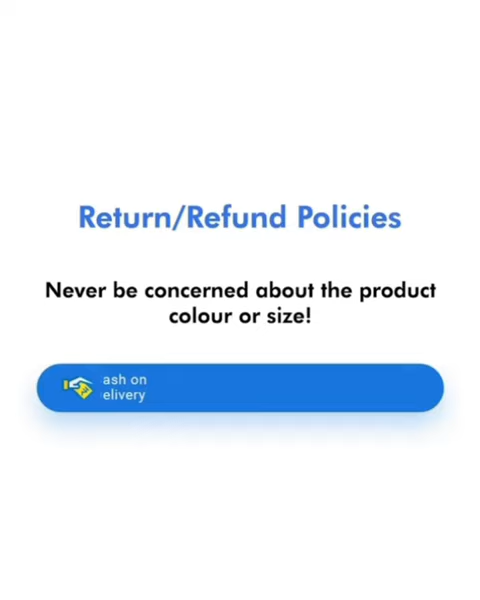 Return/Refund Policies
Never be concerned about the product
colour or size!
ash on
elivery